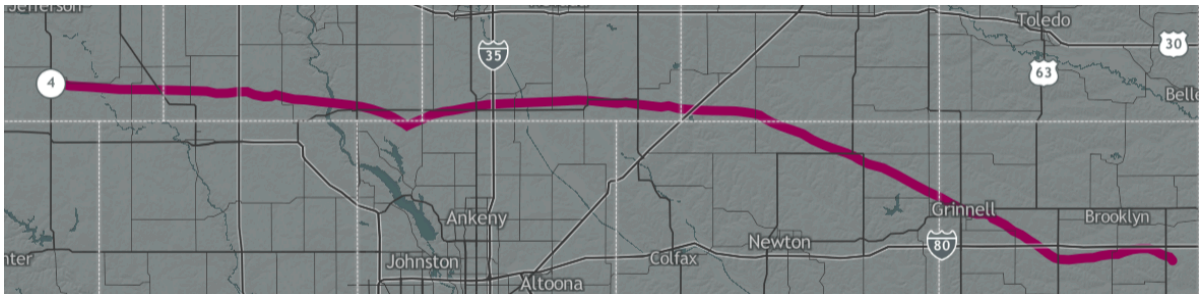 Jefferson
Toledo
35
30
4
63
Belle
Grinnell
Ankeny
Brooklyn
80
Newton
nter
Johnston
Colfax
Altoona